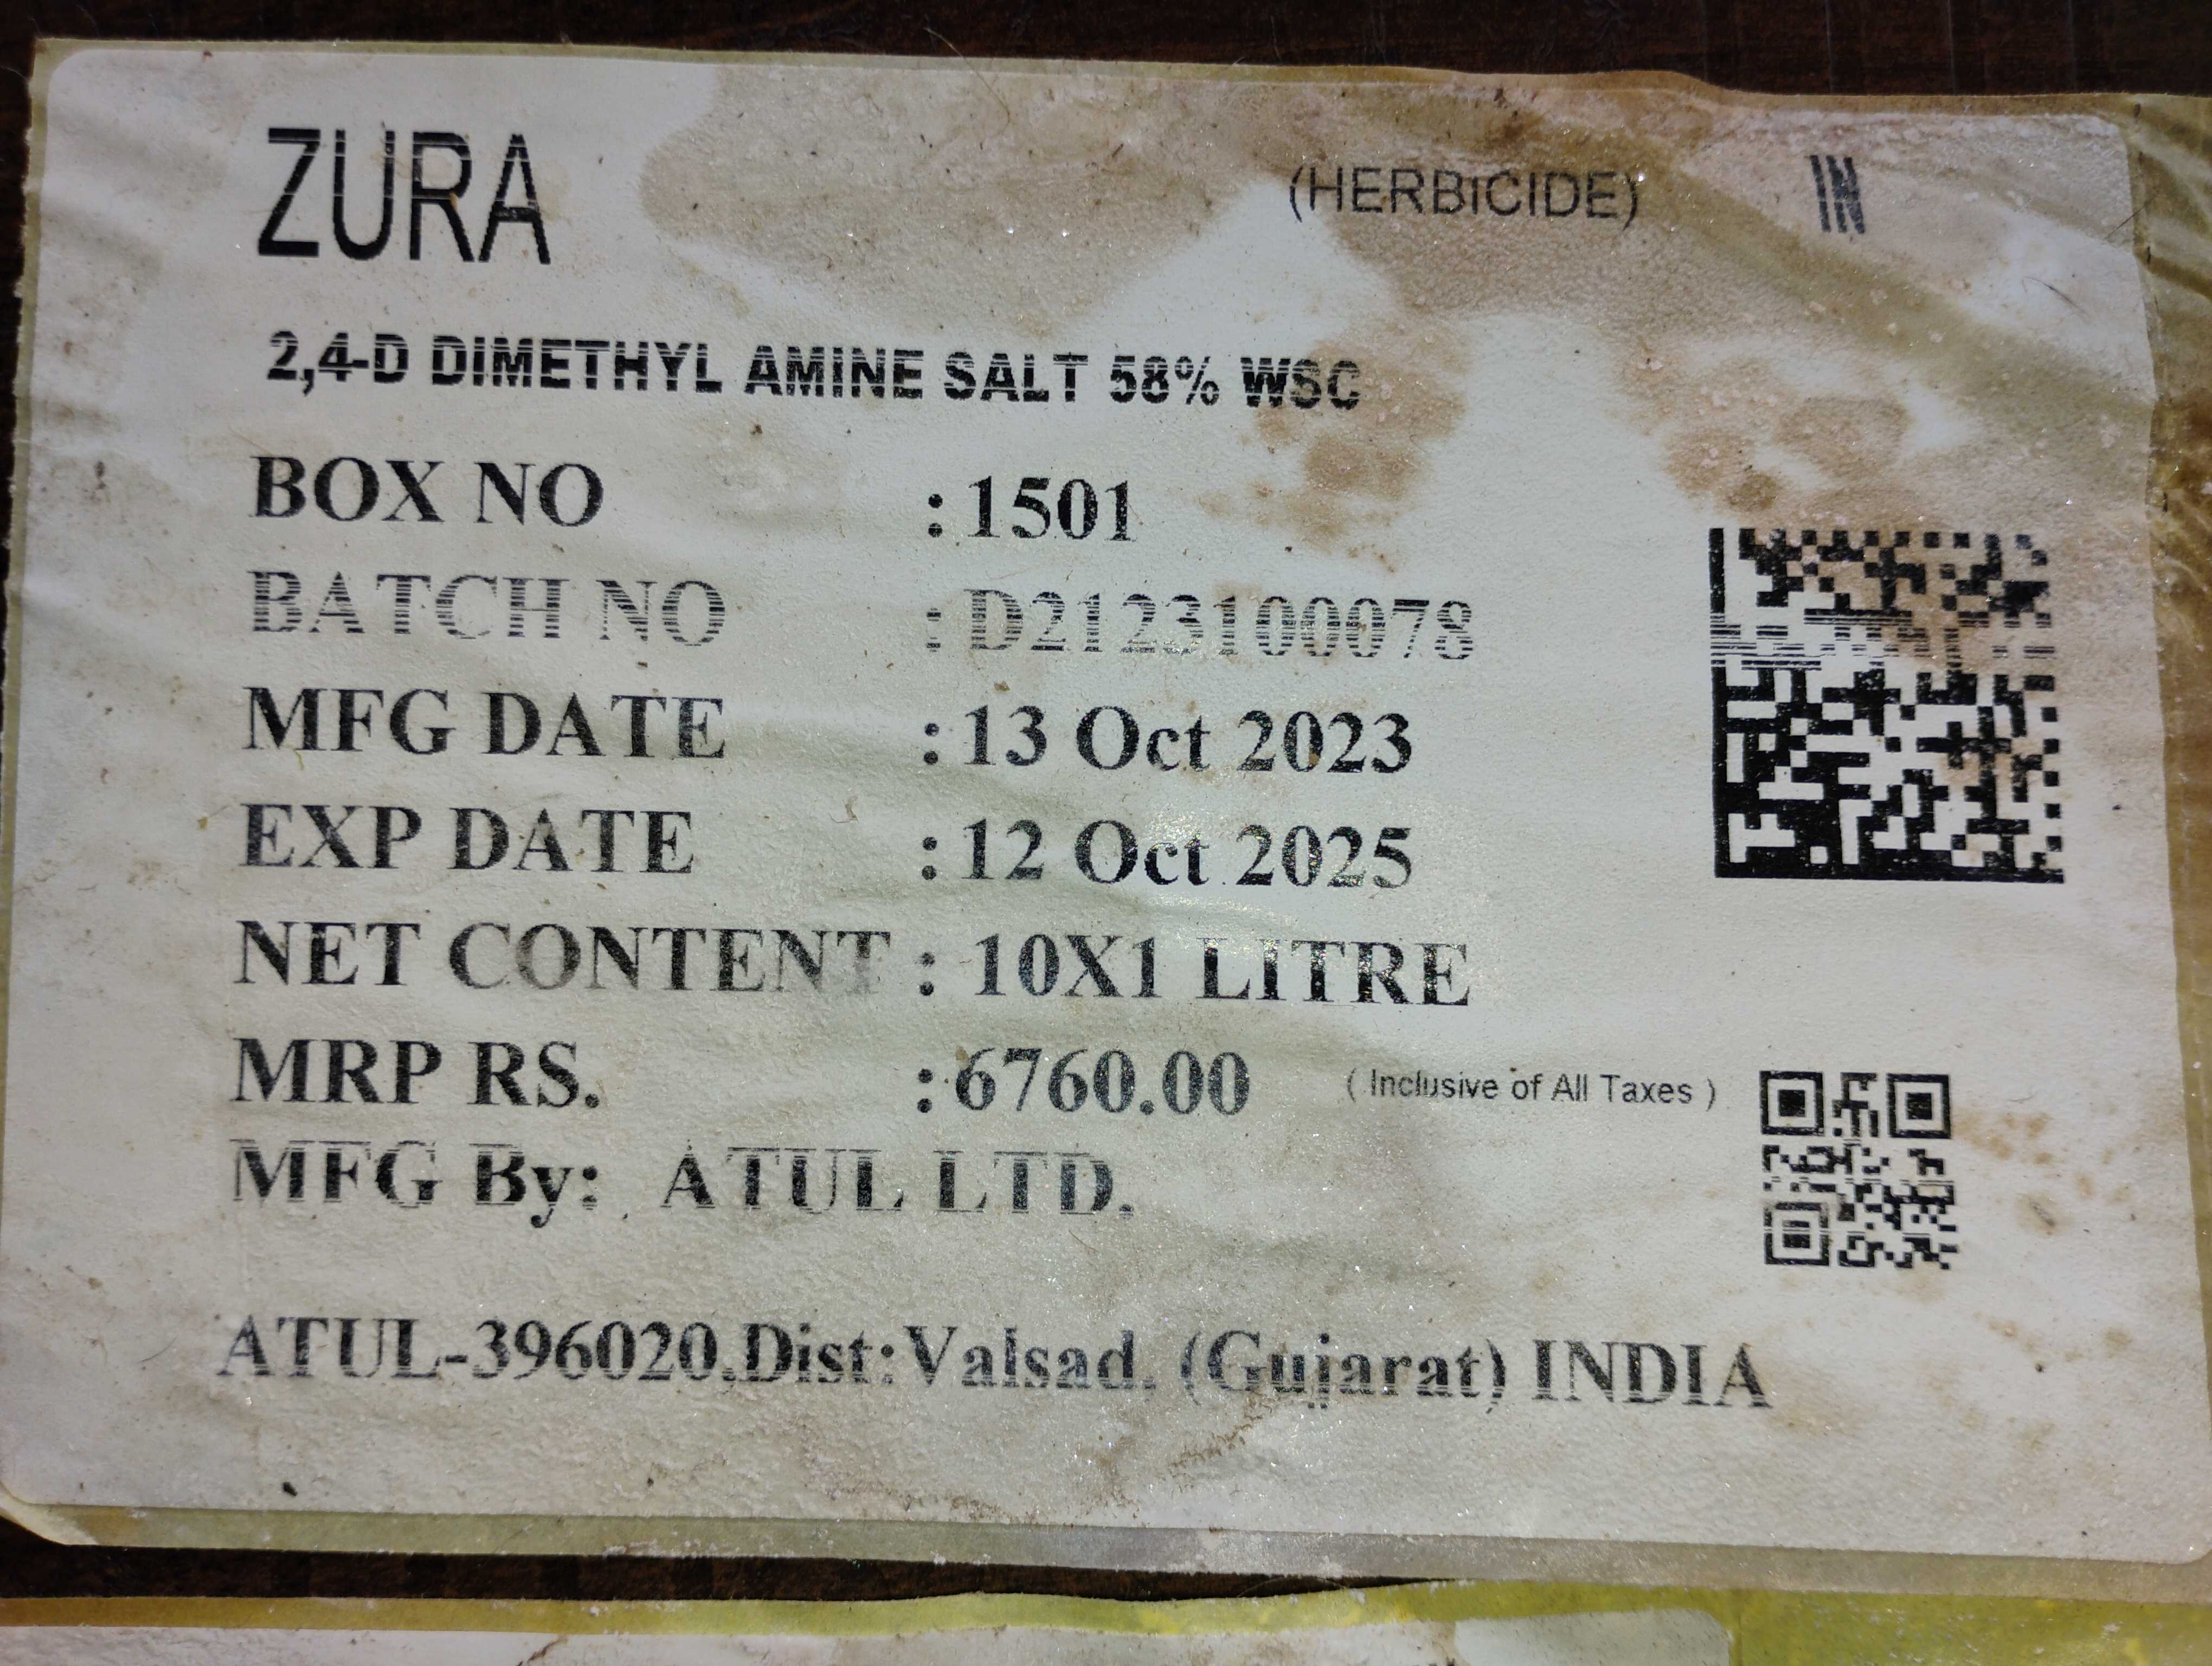 ZURA (HERBICIDE) IN
2,4-D DIMETHYL AMINE SALT 58% WSC
BOX NO : 1501
BATCH NO : D2123100078
MFG DATE : 13 Oct 2023
EXP DATE : 12 Oct 2025
NET CONTENT : 10X1 LITRE
MRP RS. : 6760.00 ( Inclusive of All Taxes )
MFG By: ATUL LTD.
ATUL-396020,Dist:Valsad. (Gujarat) INDIA